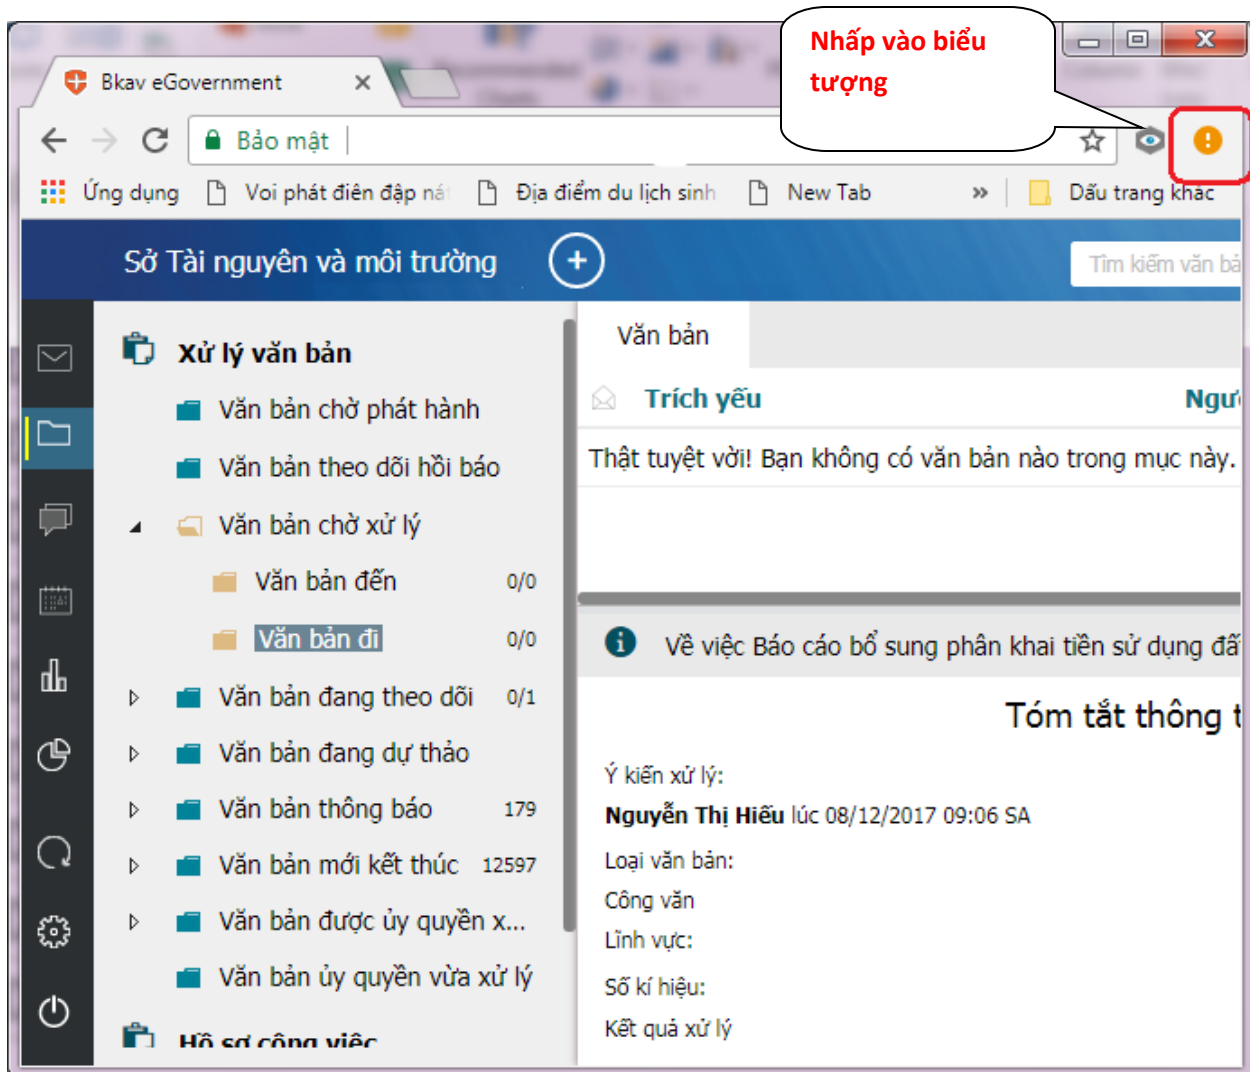 Nhấp vào biểu
tượng
Bkav eGovernment
Bảo mật
Ứng dụng
Voi phát điên đập nát
Địa điểm du lịch sinh
New Tab
Dấu trang khác
Sở Tài nguyên và môi trường
Tìm kiếm văn bả
Xử lý văn bản
Văn bản chờ phát hành
Văn bản theo dõi hồi báo
Văn bản chờ xử lý
Văn bản đến 0/0
Văn bản đi 0/0
Văn bản đang theo dõi 0/1
Văn bản đang dự thảo
Văn bản thông báo 179
Văn bản mới kết thúc 12597
Văn bản được ủy quyền x...
Văn bản ủy quyền vừa xử lý
Hồ sơ công việc
Văn bản
Trích yếu
Ngư
Thật tuyệt vời! Bạn không có văn bản nào trong mục này.
Về việc Báo cáo bổ sung phân khai tiền sử dụng đấ
Tóm tắt thông t
Ý kiến xử lý:
Nguyễn Thị Hiếu lúc 08/12/2017 09:06 SA
Loại văn bản:
Công văn
Lĩnh vực:
Số kí hiệu:
Kết quả xử lý